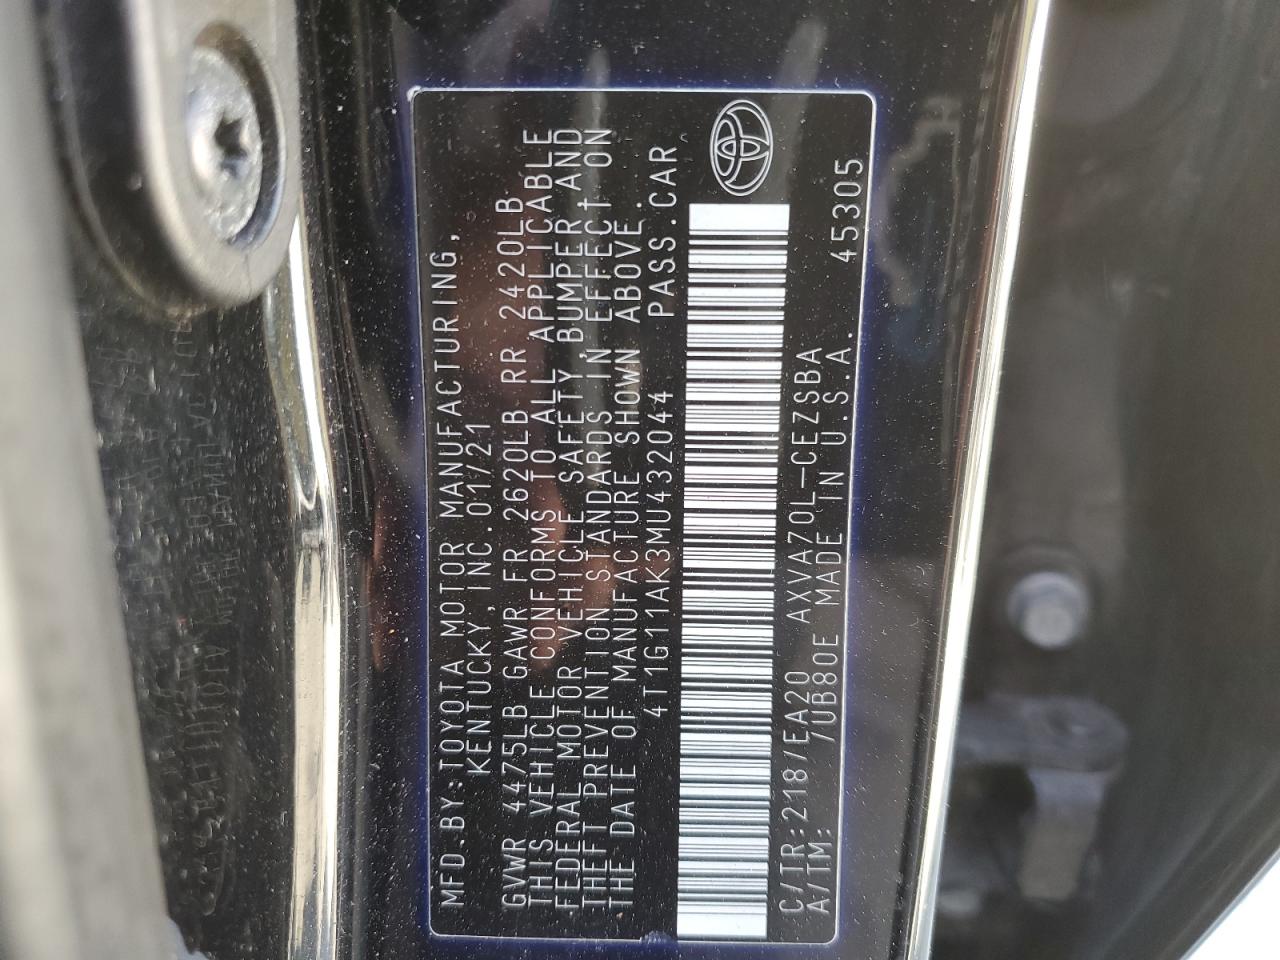 MFD.BY:TOYOTA MOTOR MANUFACTURING,
KENTUCKY, INC. 01/21
GVWR 4475LB GAWR FR 2620LB RR 2420LB
THIS VEHICLE CONFORMS TO ALL APPLICABLE
FEDERAL MOTOR VEHICLE SAFETY, BUMPER, AND
THEFT PREVENTION STANDARDS IN EFFECT ON
THE DATE OF MANUFACTURE SHOWN ABOVE.
4T1G11AK3MU432044 PASS.CAR
C/TR:218/EA20 AXVA70L-CEZSBA
A/TM: /UB80E MADE IN U.S.A. 45305